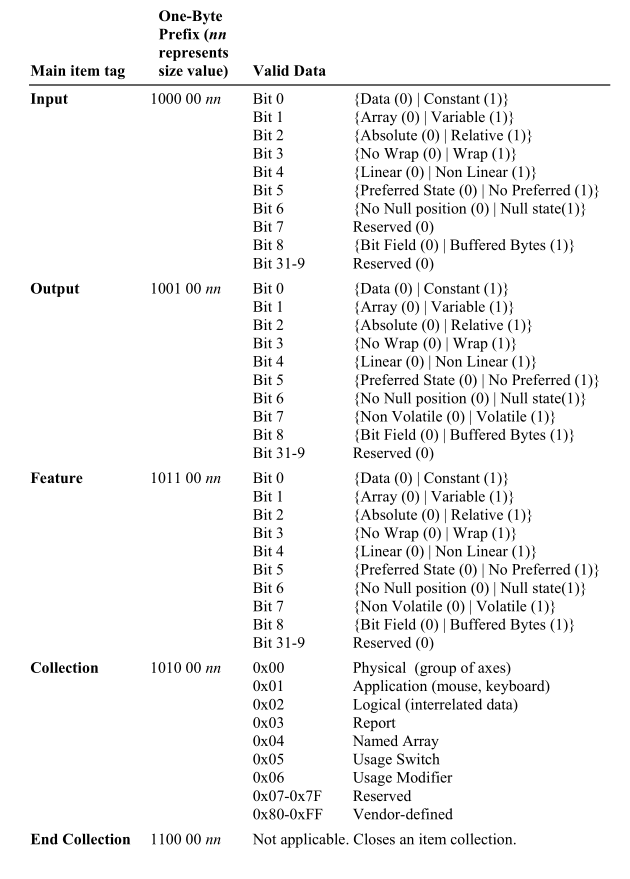 One-Byte
Prefix (nn
represents
Main item tag size value) Valid Data
Input 1000 00 nn Bit 0 {Data (0) | Constant (1)}
Bit 1 {Array (0) | Variable (1)}
Bit 2 {Absolute (0) | Relative (1)}
Bit 3 {No Wrap (0) | Wrap (1)}
Bit 4 {Linear (0) | Non Linear (1)}
Bit 5 {Preferred State (0) | No Preferred (1)}
Bit 6 {No Null position (0) | Null state(1)}
Bit 7 Reserved (0)
Bit 8 {Bit Field (0) | Buffered Bytes (1)}
Bit 31-9 Reserved (0)
Output 1001 00 nn Bit 0 {Data (0) | Constant (1)}
Bit 1 {Array (0) | Variable (1)}
Bit 2 {Absolute (0) | Relative (1)}
Bit 3 {No Wrap (0) | Wrap (1)}
Bit 4 {Linear (0) | Non Linear (1)}
Bit 5 {Preferred State (0) | No Preferred (1)}
Bit 6 {No Null position (0) | Null state(1)}
Bit 7 {Non Volatile (0) | Volatile (1)}
Bit 8 {Bit Field (0) | Buffered Bytes (1)}
Bit 31-9 Reserved (0)
Feature 1011 00 nn Bit 0 {Data (0) | Constant (1)}
Bit 1 {Array (0) | Variable (1)}
Bit 2 {Absolute (0) | Relative (1)}
Bit 3 {No Wrap (0) | Wrap (1)}
Bit 4 {Linear (0) | Non Linear (1)}
Bit 5 {Preferred State (0) | No Preferred (1)}
Bit 6 {No Null position (0) | Null state(1)}
Bit 7 {Non Volatile (0) | Volatile (1)}
Bit 8 {Bit Field (0) | Buffered Bytes (1)}
Bit 31-9 Reserved (0)
Collection 1010 00 nn 0x00 Physical (group of axes)
0x01 Application (mouse, keyboard)
0x02 Logical (interrelated data)
0x03 Report
0x04 Named Array
0x05 Usage Switch
0x06 Usage Modifier
0x07-0x7F Reserved
0x80-0xFF Vendor-defined
End Collection 1100 00 nn Not applicable. Closes an item collection.